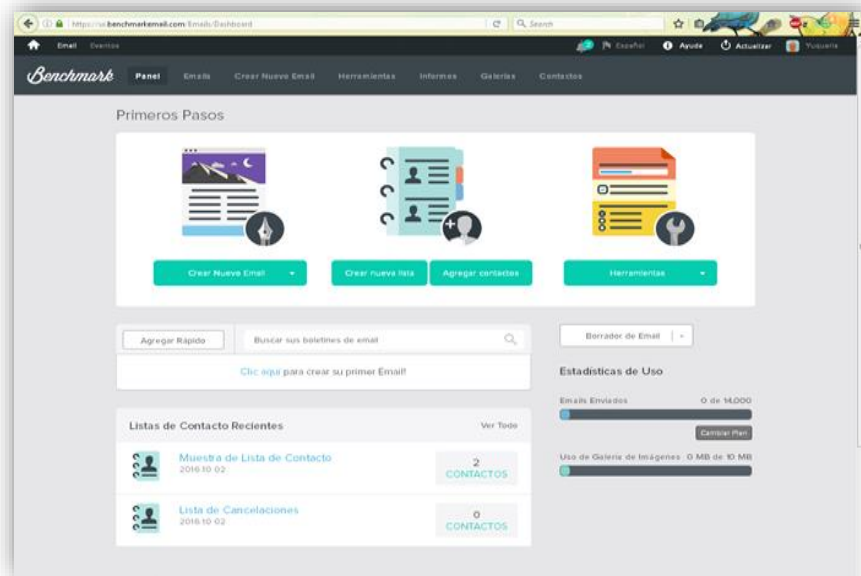 https://ui.benchmarkemail.com/Emails/Dashboard
Search
Email Eventos
Español Ayuda Actualizar Yuquelis
Benchmark Panel Emails Crear Nuevo Email Herramientas Informes Galerías Contactos
Primeros Pasos
Crear Nuevo Email Crear nueva lista Agregar contactos Herramientas
Agregar Rápido Buscar sus boletines de email Borrador de Email
Clic aquí para crear su primer Email!
Estadísticas de Uso
Emails Enviados 0 de 14,000
Cambiar Plan
Listas de Contacto Recientes Ver Todo
Uso de Galería de Imágenes 0 MB de 10 MB
Muestra de Lista de Contacto
2016-10-02
2
CONTACTOS
Lista de Cancelaciones
2016-10-02
0
CONTACTOS